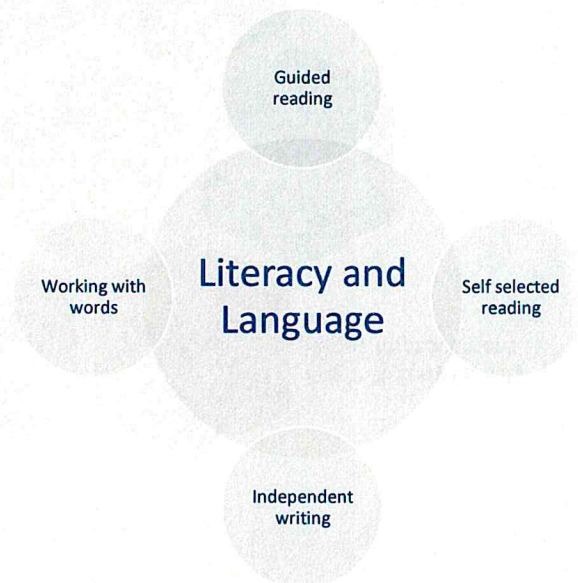 Guided
reading
Literacy and
Language
Working with
words
Self selected
reading
Independent
writing